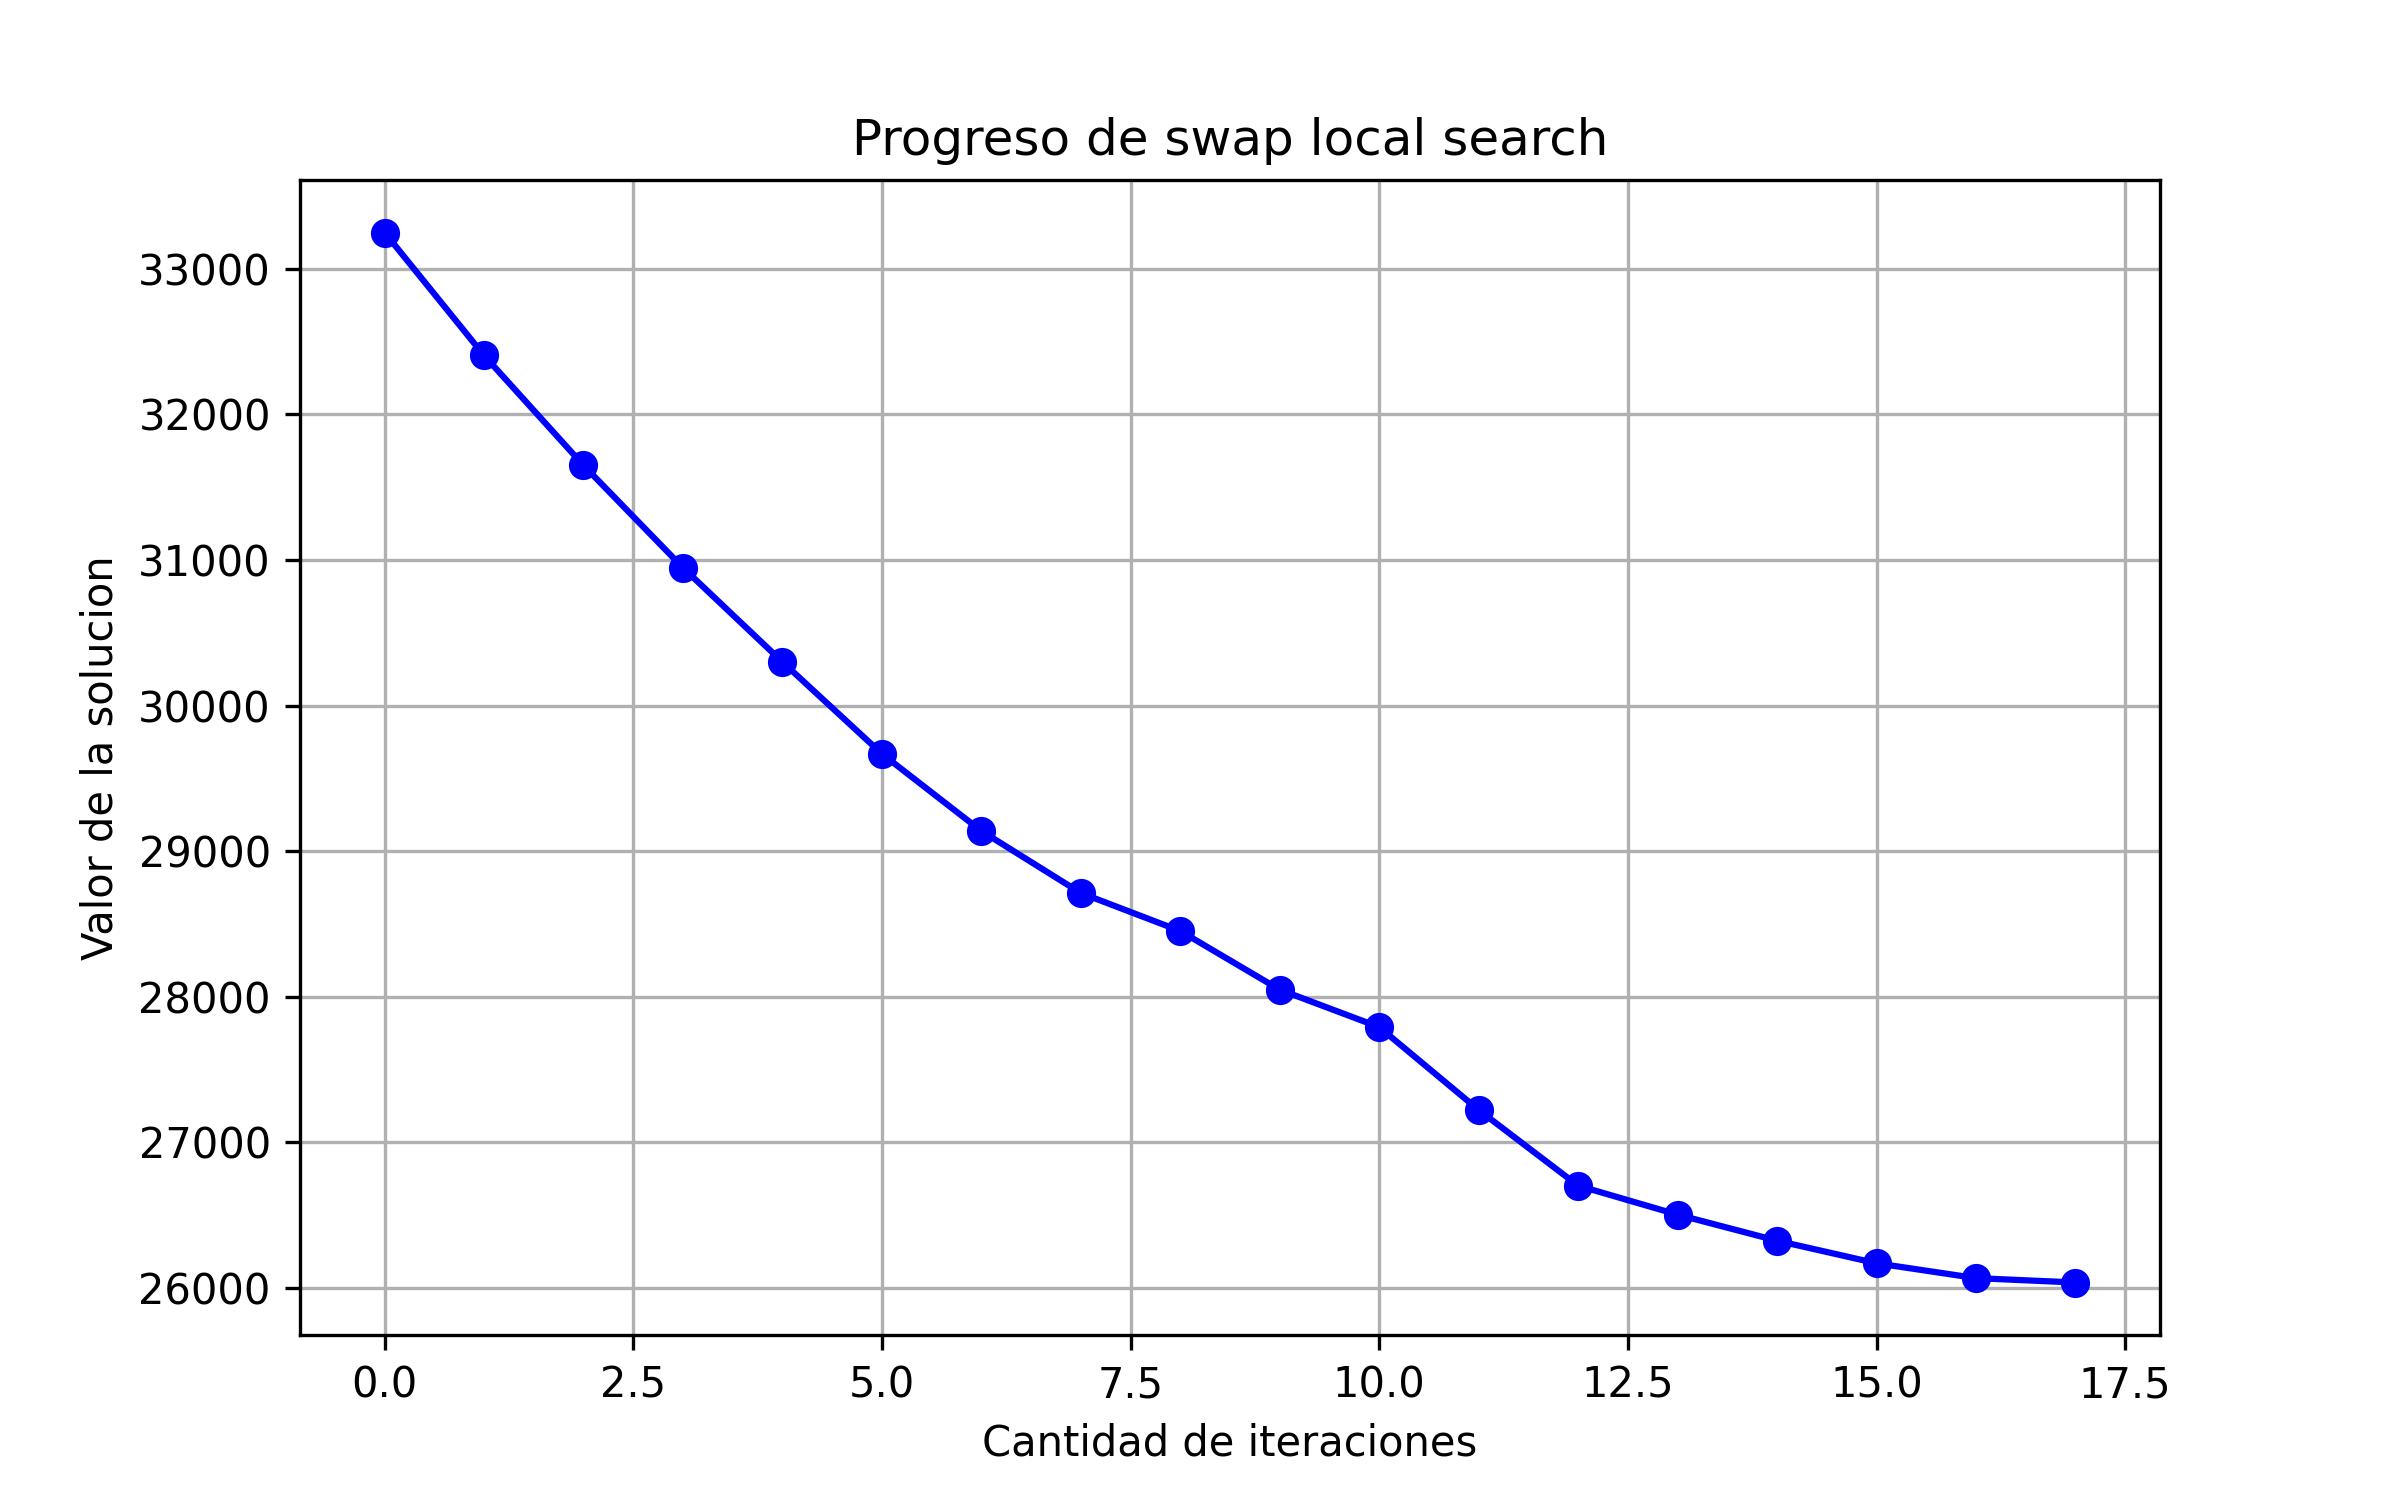 Progreso de swap local search
Valor de la solucion
33000
32000
31000
30000
29000
28000
27000
26000
0.0 2.5 5.0 7.5 10.0 12.5 15.0 17.5
Cantidad de iteraciones